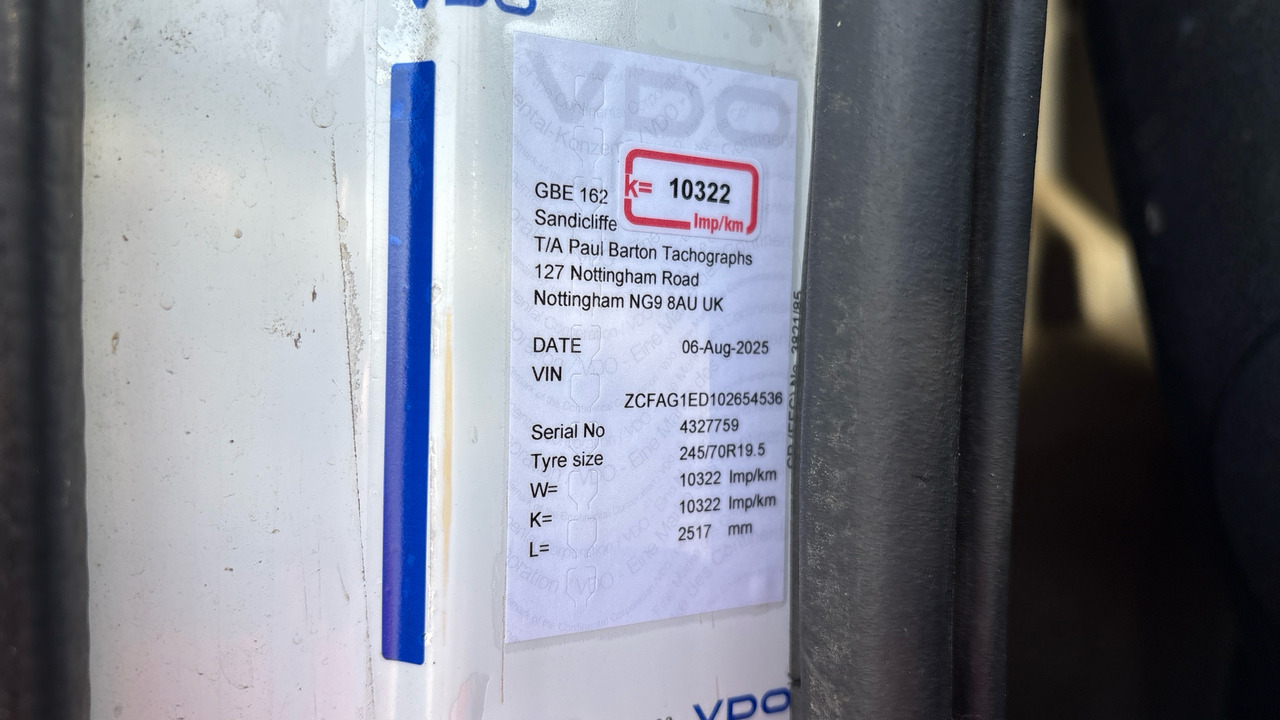 VDO
VDO
k= 10322
Imp/km
GBE 162
Sandicliffe
T/A Paul Barton Tachographs
127 Nottingham Road
Nottingham NG9 8AU UK
DATE 06-Aug-2025
VIN
ZCFAG1ED102654536
Serial No 4327759
Tyre size 245/70R19.5
W= 10322 Imp/km
K= 10322 Imp/km
L= 2517 mm
VDO